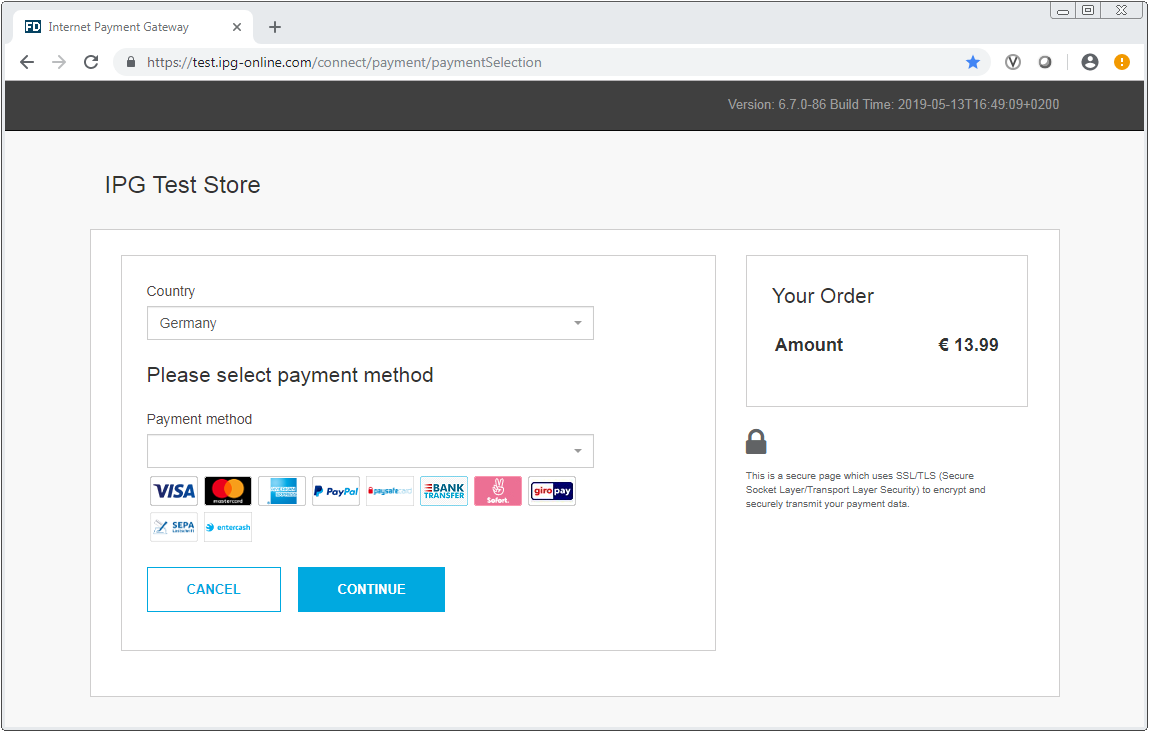 FD Internet Payment Gateway
https://test.ipg-online.com/connect/payment/paymentSelection
Version: 6.7.0-86 Build Time: 2019-05-13T16:49:09+0200
IPG Test Store
Country
Germany
Please select payment method
Payment method
VISA mastercard AMERICAN EXPRESS PayPal paysafecard BANK TRANSFER Sofort. giropay
SEPA Lastschrift entercash
CANCEL CONTINUE
Your Order
Amount € 13.99
This is a secure page which uses SSL/TLS (Secure
Socket Layer/Transport Layer Security) to encrypt and
securely transmit your payment data.